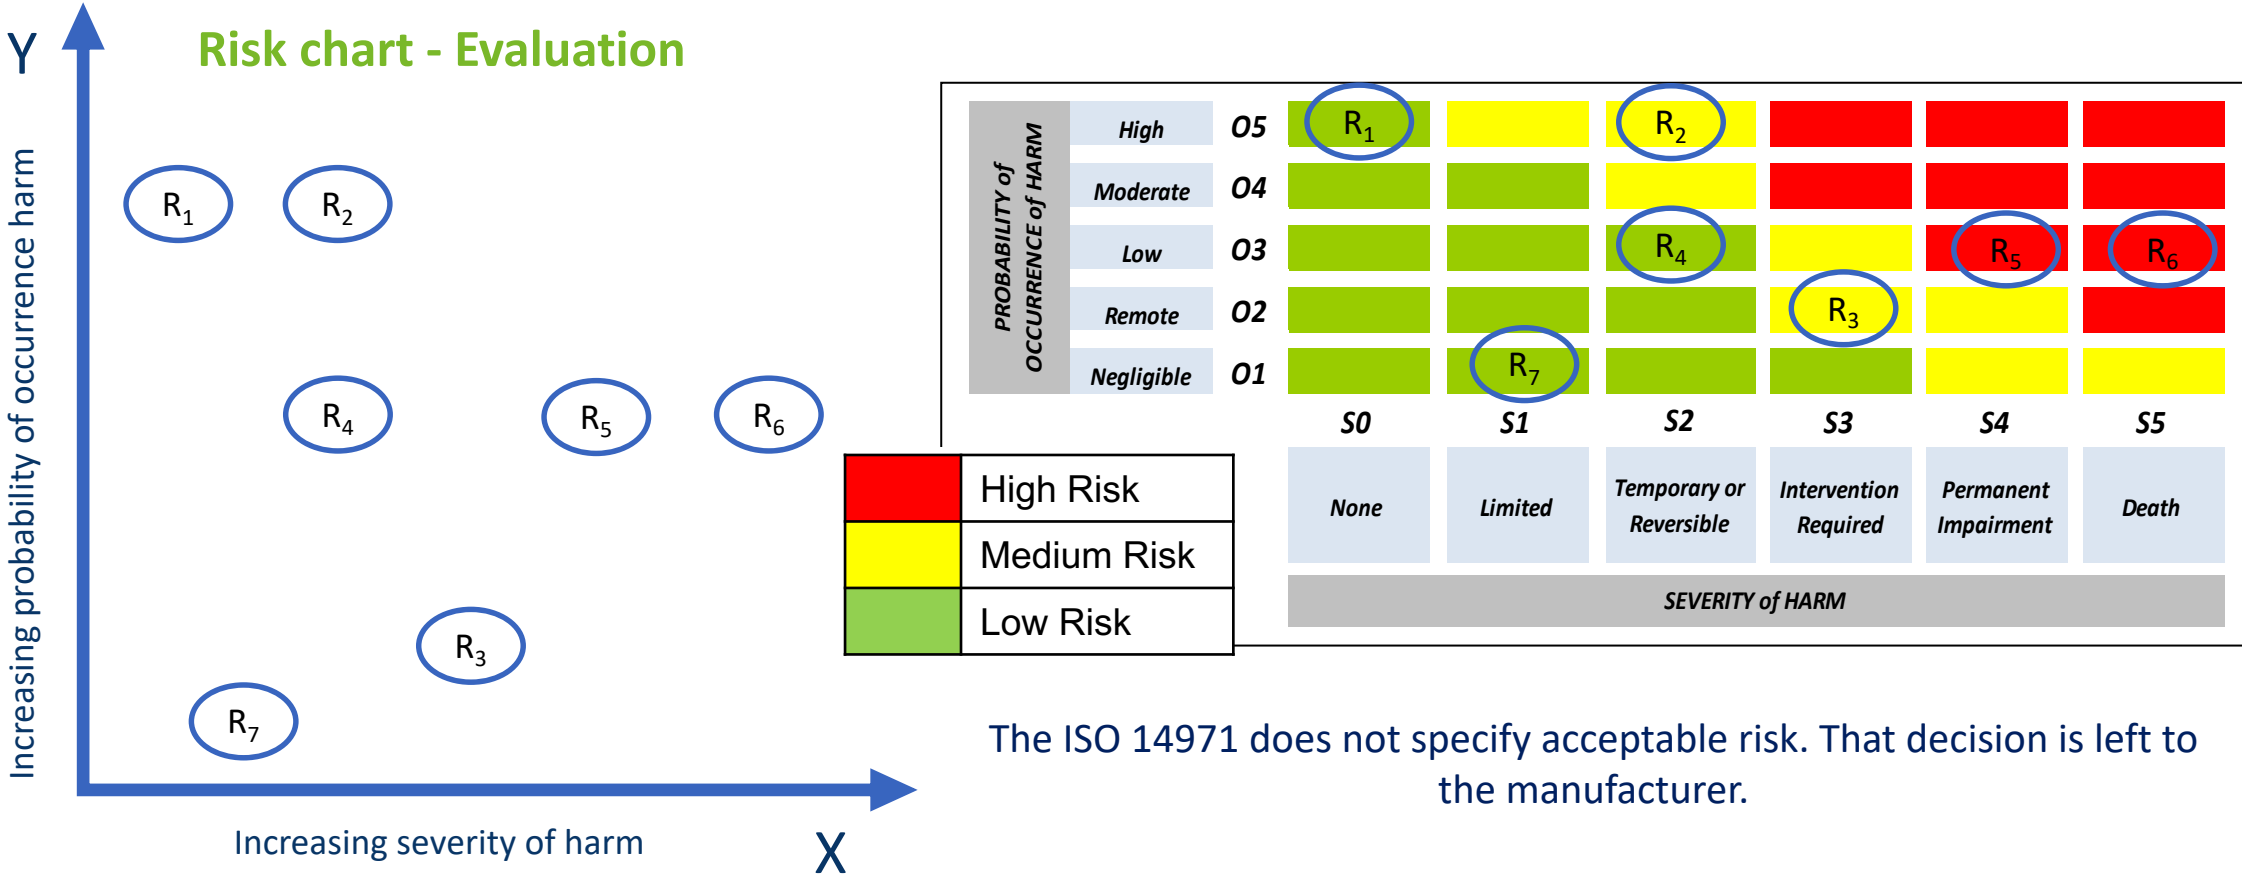 Risk chart - Evaluation
Y
Increasing probability of occurrence harm
R1
R2
R4
R5
R6
R3
R7
Increasing severity of harm
X
PROBABILITY of
OCCURRENCE of HARM
High O5 R1 R2
Moderate O4
Low O3 R4 R5 R6
Remote O2 R3
Negligible O1 R7
S0 S1 S2 S3 S4 S5
None
Limited
Temporary or
Reversible
Intervention
Required
Permanent
Impairment
Death
SEVERITY of HARM
High Risk
Medium Risk
Low Risk
The ISO 14971 does not specify acceptable risk. That decision is left to
the manufacturer.